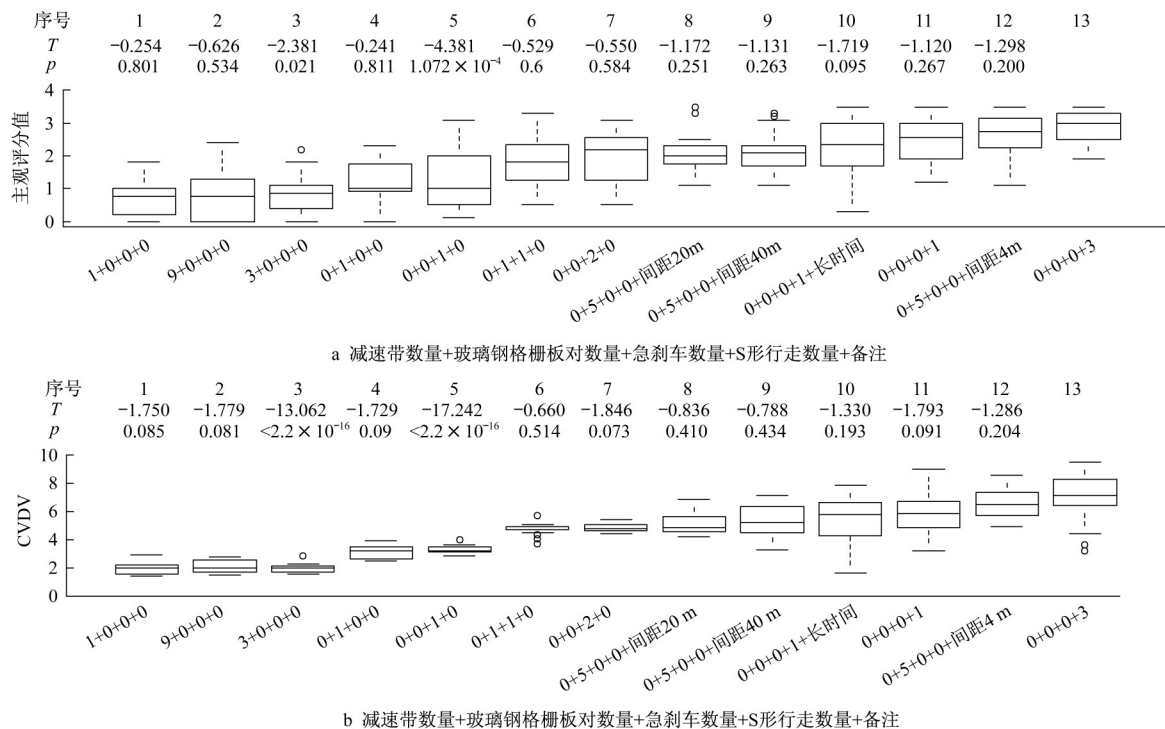 序号 1 2 3 4 5 6 7 8 9 10 11 12 13
T −0.254 −0.626 −2.381 −0.241 −4.381 −0.529 −0.550 −1.172 −1.131 −1.719 −1.120 −1.298
p 0.801 0.534 0.021 0.811 1.072×10⁻⁴ 0.6 0.584 0.251 0.263 0.095 0.267 0.200
主观评分值
4
3
2
1
0
1+0+0+0 9+0+0+0 3+0+0+0 0+1+0+0 0+0+1+0 0+1+1+0 0+0+2+0 0+5+0+0+间距20m 0+5+0+0+间距40m 0+0+0+1+长时间 0+0+0+1 0+5+0+0+间距4m 0+0+0+3
a 减速带数量+玻璃钢格栅板对数量+急刹车数量+S形行走数量+备注
序号 1 2 3 4 5 6 7 8 9 10 11 12 13
T −1.750 −1.779 −13.062 −1.729 −17.242 −0.660 −1.846 −0.836 −0.788 −1.330 −1.793 −1.286
p 0.085 0.081 <2.2×10⁻¹⁶ 0.09 <2.2×10⁻¹⁶ 0.514 0.073 0.410 0.434 0.193 0.091 0.204
CVDV
10
8
6
4
2
0
1+0+0+0 9+0+0+0 3+0+0+0 0+1+0+0 0+0+1+0 0+1+1+0 0+0+2+0 0+5+0+0+间距20 m 0+5+0+0+间距40 m 0+0+0+1+长时间 0+0+0+1 0+5+0+0+间距4 m 0+0+0+3
b 减速带数量+玻璃钢格栅板对数量+急刹车数量+S形行走数量+备注